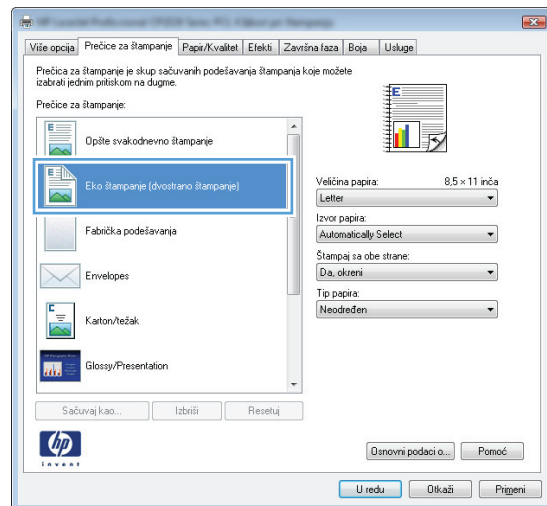 Više opcija Prečice za štampanje Papir/Kvalitet Efekti Završna faza Boja Usluge
Prečica za štampanje je skup sačuvanih podešavanja štampanja koje možete
izabrati jednim pritiskom na dugme.
Prečice za štampanje:
Opšte svakodnevno štampanje
Eko štampanje (dvostrano štampanje)
Fabrička podešavanja
Envelopes
Karton/težak
Glossy/Presentation
Sačuvaj kao... Izbriši Resetuj
Veličina papira: 8,5 × 11 inča
Letter
Izvor papira:
Automatically Select
Štampaj sa obe strane:
Da, okreni
Tip papira:
Neodređen
hp
invent
Osnovni podaci o... Pomoć
U redu Otkaži Primeni